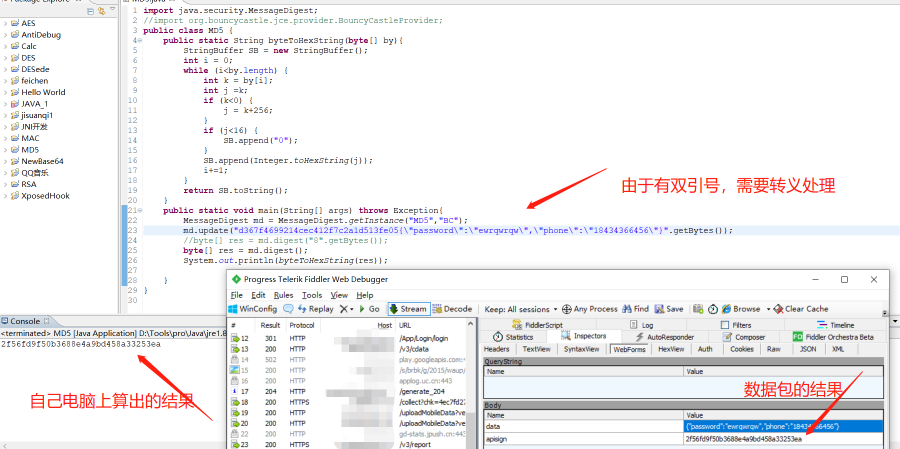 MD5.java
Package Explorer
AES
AntiDebug
Calc
DES
DESede
feichen
Hello World
JAVA_1
jisuanqi1
JNI开发
MAC
MD5
NewBase64
QQ音乐
RSA
XposedHook
1 import java.security.MessageDigest;
2 //import org.bouncycastle.jce.provider.BouncyCastleProvider;
3 public class MD5 {
4 public static String byteToHexString(byte[] by){
5 StringBuffer SB = new StringBuffer();
6 int i = 0;
7 while (i<by.length) {
8 int k = by[i];
9 int j =k;
10 if (k<0) {
11 j = k+256;
12 }
13 if (j<16) {
14 SB.append("0");
15 }
16 SB.append(Integer.toHexString(j));
17 i+=1;
18 }
19 return SB.toString();
20 }
21 public static void main(String[] args) throws Exception{
22 MessageDigest md = MessageDigest.getInstance("MD5","BC");
23 md.update("d367f4699214cec412f7c2a1d513fe05{\"password\":\"ewrqwrqw\",\"phone\":\"18434366456\"}".getBytes());
24 //byte[] res = md.digest("8".getBytes());
25 byte[] res = md.digest();
26 System.out.println(byteToHexString(res));
27
28 }
29 }
30
由于有双引号，需要转义处理
Console
<terminated> MD5 [Java Application] D:\Tools\pro\Java\jre1.8
2f56fd9f50b3688e4a9bd458a33253ea
自己电脑上算出的结果
Progress Telerik Fiddler Web Debugger
File Edit Rules Tools View Help
WinConfig Replay Go Stream Decode Keep: All sessions Any Process Find Save Browse Clear Cache
# Result Protocol Host URL
12 301 HTTP /App/Login/login
13 200 HTTP /v3/cdata
14 502 HTTP play.googleapis.com:4
15 200 HTTP /s/brbk/g/2015/waup/
16 200 HTTP applog.uc.cn:443
17 204 HTTP /generate_204
18 200 HTTPS /collect?chk=4ec7fd27
19 200 HTTP /uploadMobileData?ve
20 200 HTTP /uploadMobileData?ve
22 200 HTTP gd-stats.jpush.cn:443
23 200 HTTPS /v3/report
FiddlerScript Log Filters Timeline
Statistics Inspectors AutoResponder Composer Fiddler Orchestra Beta
Headers TextView SyntaxView WebForms HexView Auth Cookies Raw JSON XML
QueryString
Name Value
数据包的结果
Body
Name Value
data {"password":"ewrqwrqw","phone":"18434366456"}
apisign 2f56fd9f50b3688e4a9bd458a33253ea